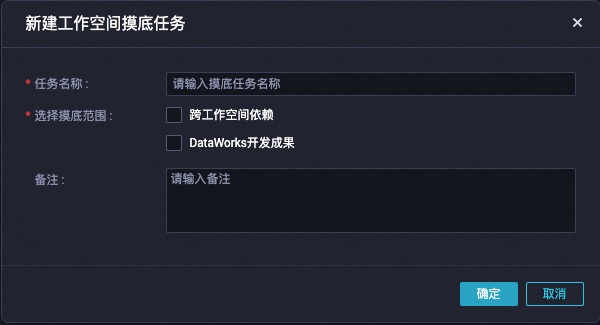 新建工作空间摸底任务
* 任务名称：
请输入摸底任务名称
* 选择摸底范围：
跨工作空间依赖
DataWorks开发成果
备注：
请输入备注
确定
取消